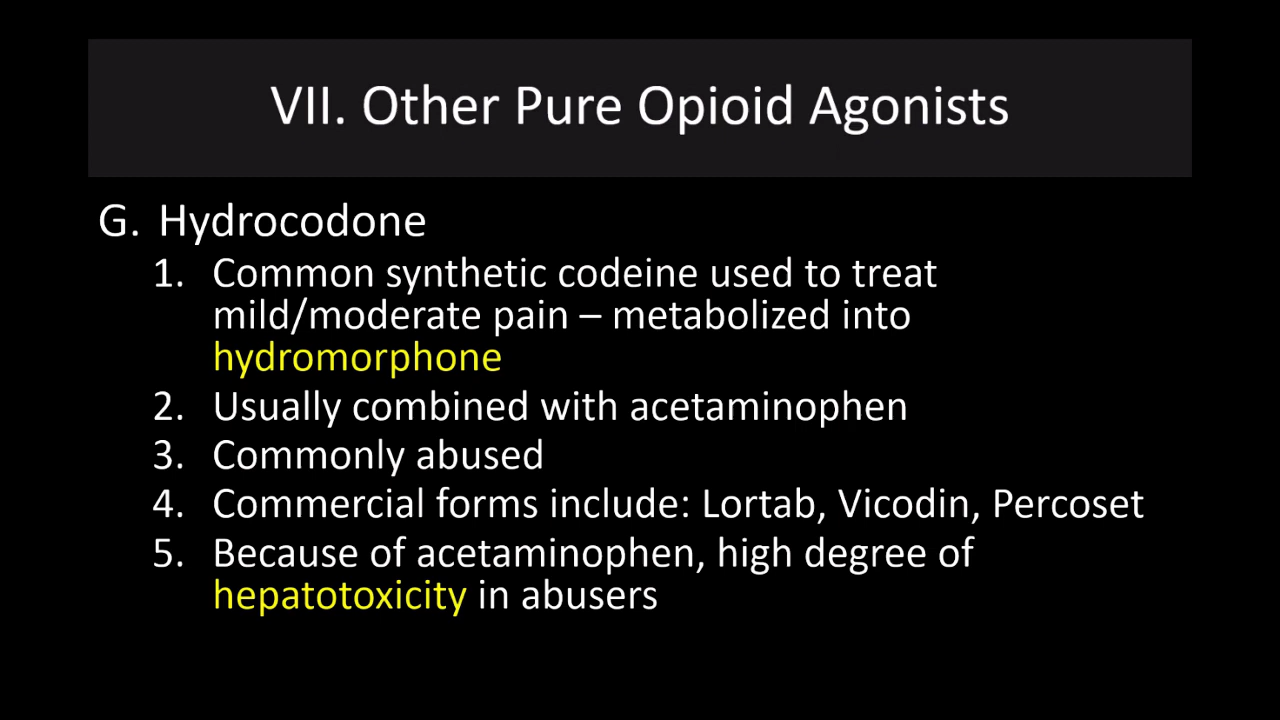 VII. Other Pure Opioid Agonists
G. Hydrocodone
1. Common synthetic codeine used to treat
mild/moderate pain – metabolized into
hydromorphone
2. Usually combined with acetaminophen
3. Commonly abused
4. Commercial forms include: Lortab, Vicodin, Percoset
5. Because of acetaminophen, high degree of
hepatotoxicity in abusers